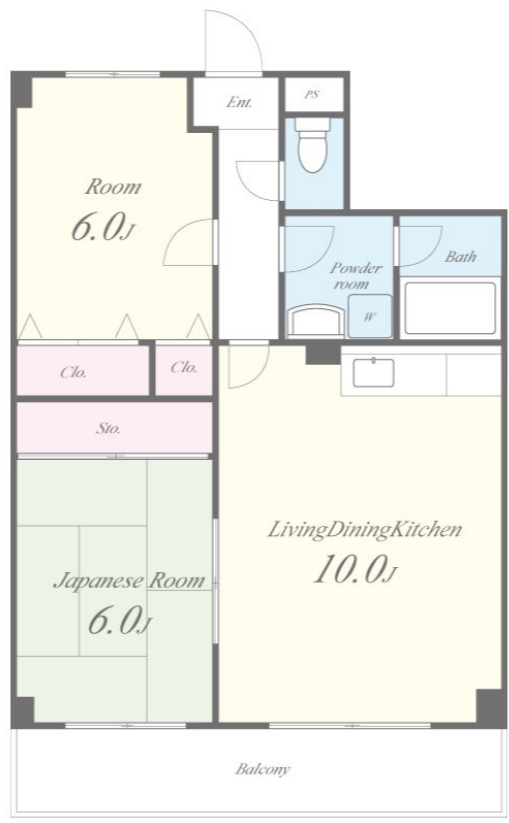 Ent.
PS
Room
6.0J
Powder
room
Bath
W
Clo.
Clo.
Sto.
LivingDiningKitchen
10.0J
Japanese Room
6.0J
Balcony